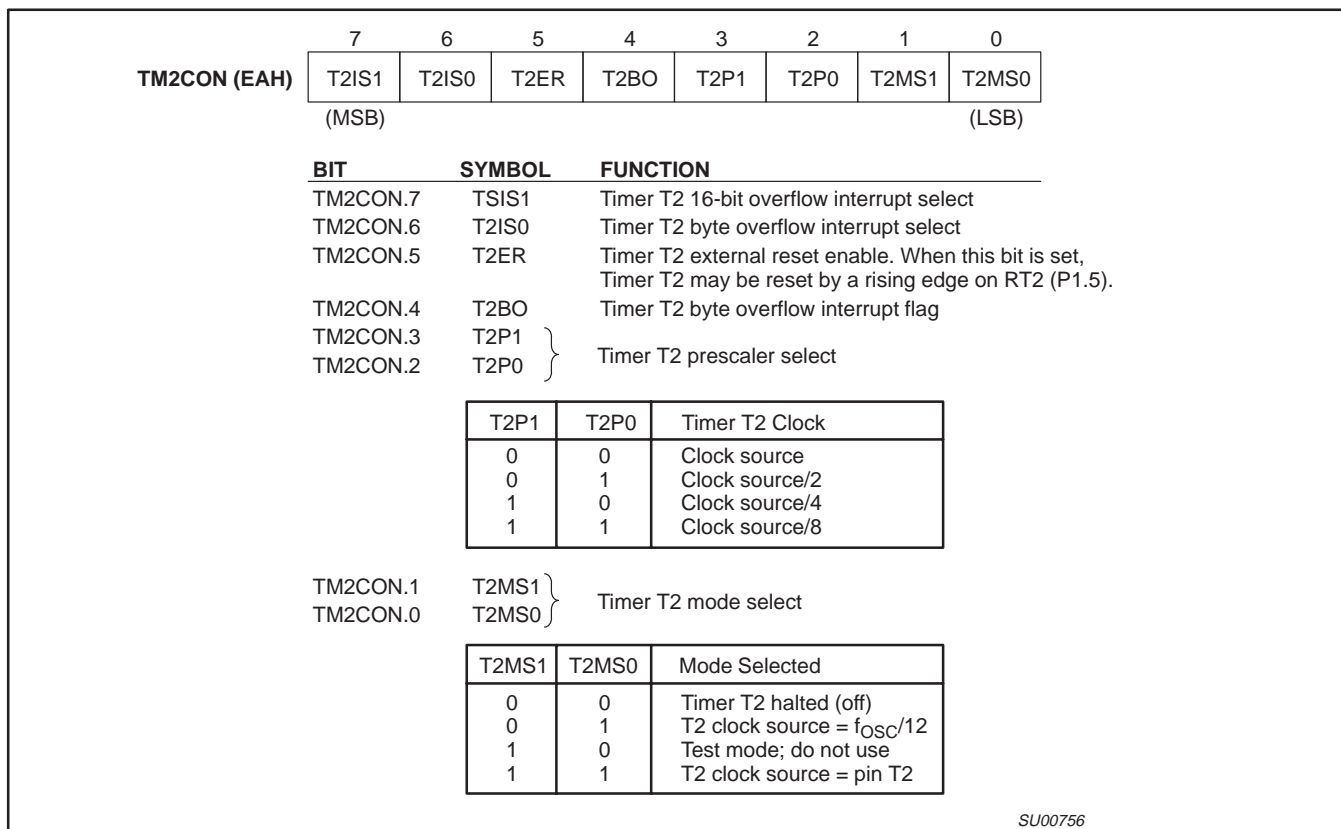 7 6 5 4 3 2 1 0
TM2CON (EAH) T2IS1 T2IS0 T2ER T2BO T2P1 T2P0 T2MS1 T2MS0
(MSB) (LSB)
BIT SYMBOL FUNCTION
TM2CON.7 TSIS1 Timer T2 16-bit overflow interrupt select
TM2CON.6 T2IS0 Timer T2 byte overflow interrupt select
TM2CON.5 T2ER Timer T2 external reset enable. When this bit is set,
Timer T2 may be reset by a rising edge on RT2 (P1.5).
TM2CON.4 T2BO Timer T2 byte overflow interrupt flag
TM2CON.3 T2P1
Timer T2 prescaler select
TM2CON.2 T2P0
T2P1 T2P0 Timer T2 Clock
0 0 Clock source
0 1 Clock source/2
1 0 Clock source/4
1 1 Clock source/8
TM2CON.1 T2MS1
Timer T2 mode select
TM2CON.0 T2MS0
T2MS1 T2MS0 Mode Selected
0 0 Timer T2 halted (off)
0 1 T2 clock source = fOSC/12
1 0 Test mode; do not use
1 1 T2 clock source = pin T2
SU00756